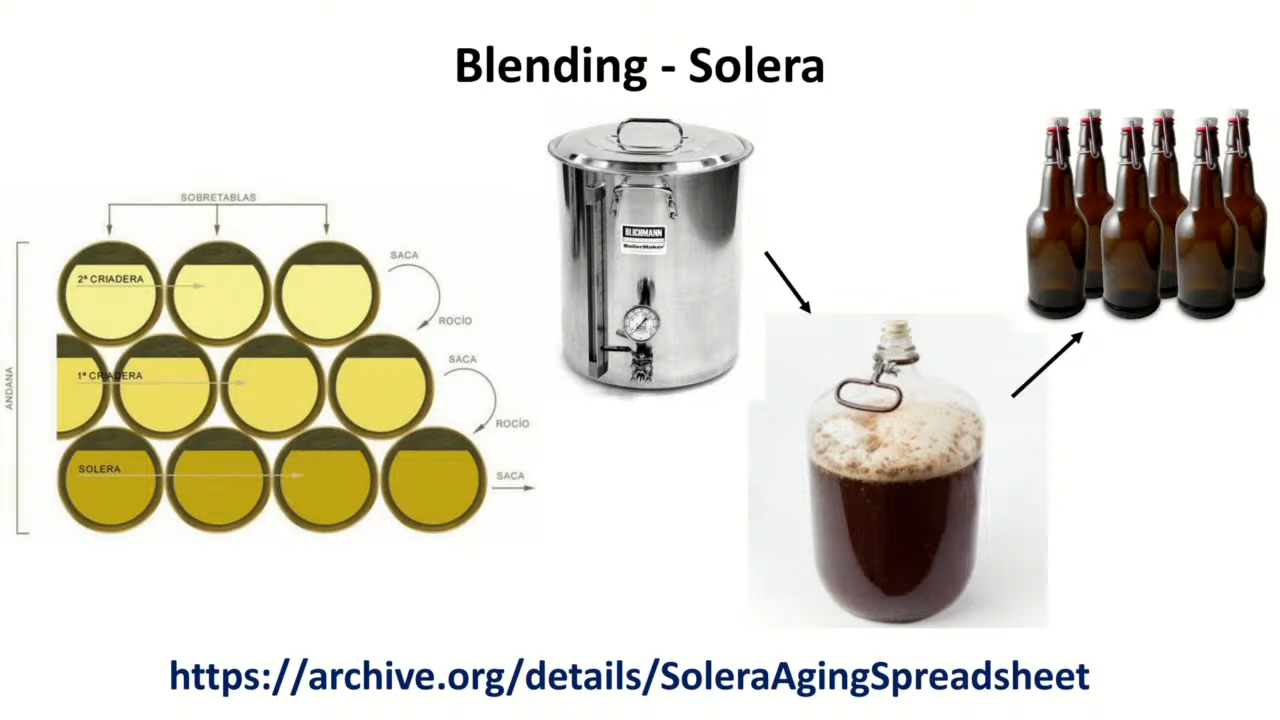 Blending - Solera
SOBRETABLAS
SACA
2ª CRIADERA
ROCÍO
SACA
1ª CRIADERA
ROCÍO
ANDANA
SOLERA
SACA
BLICHMANN
BoilerMaker
https://archive.org/details/SoleraAgingSpreadsheet